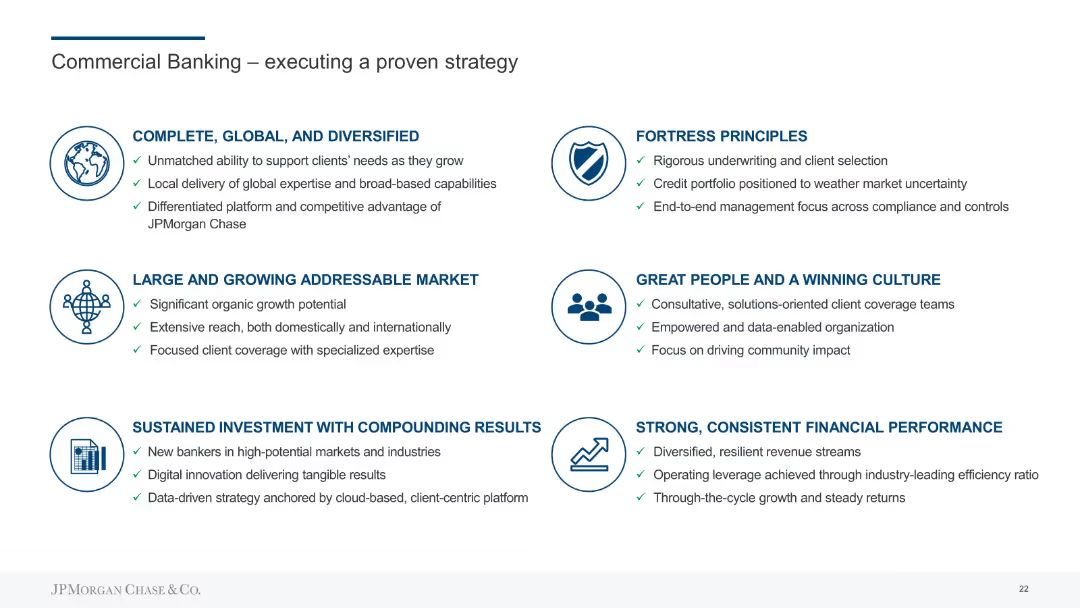 Commercial Banking – executing a proven strategy
COMPLETE, GLOBAL, AND DIVERSIFIED
✓ Unmatched ability to support clients’ needs as they grow
✓ Local delivery of global expertise and broad-based capabilities
✓ Differentiated platform and competitive advantage of
JPMorgan Chase
LARGE AND GROWING ADDRESSABLE MARKET
✓ Significant organic growth potential
✓ Extensive reach, both domestically and internationally
✓ Focused client coverage with specialized expertise
SUSTAINED INVESTMENT WITH COMPOUNDING RESULTS
✓ New bankers in high-potential markets and industries
✓ Digital innovation delivering tangible results
✓ Data-driven strategy anchored by cloud-based, client-centric platform
FORTRESS PRINCIPLES
✓ Rigorous underwriting and client selection
✓ Credit portfolio positioned to weather market uncertainty
✓ End-to-end management focus across compliance and controls
GREAT PEOPLE AND A WINNING CULTURE
✓ Consultative, solutions-oriented client coverage teams
✓ Empowered and data-enabled organization
✓ Focus on driving community impact
STRONG, CONSISTENT FINANCIAL PERFORMANCE
✓ Diversified, resilient revenue streams
✓ Operating leverage achieved through industry-leading efficiency ratio
✓ Through-the-cycle growth and steady returns
JPMORGAN CHASE & CO.
22